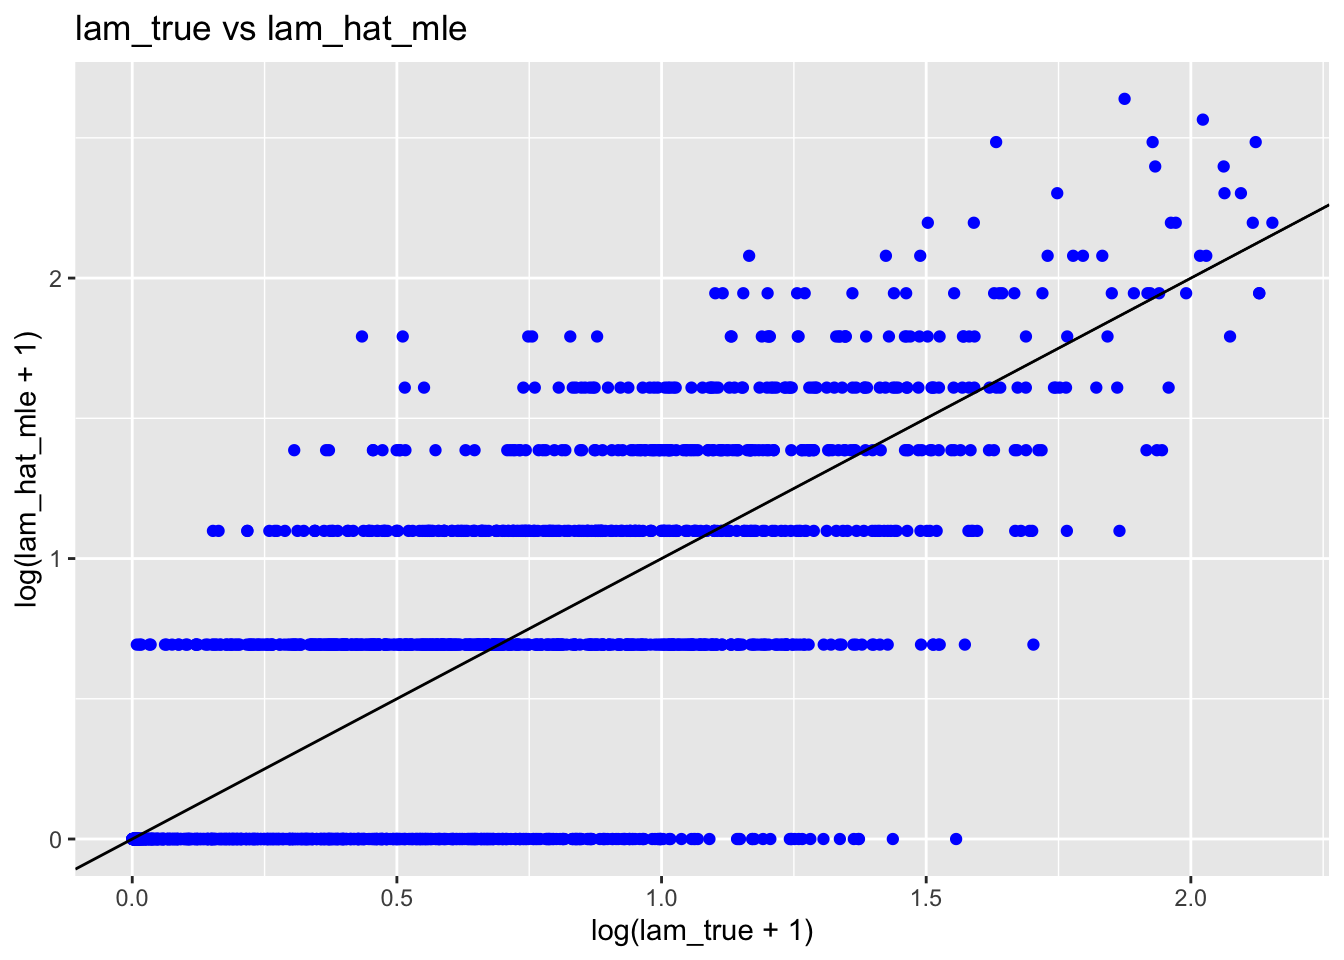 lam_true vs lam_hat_mle
log(lam_hat_mle + 1)
2
1
0
0.0 0.5 1.0 1.5 2.0
log(lam_true + 1)